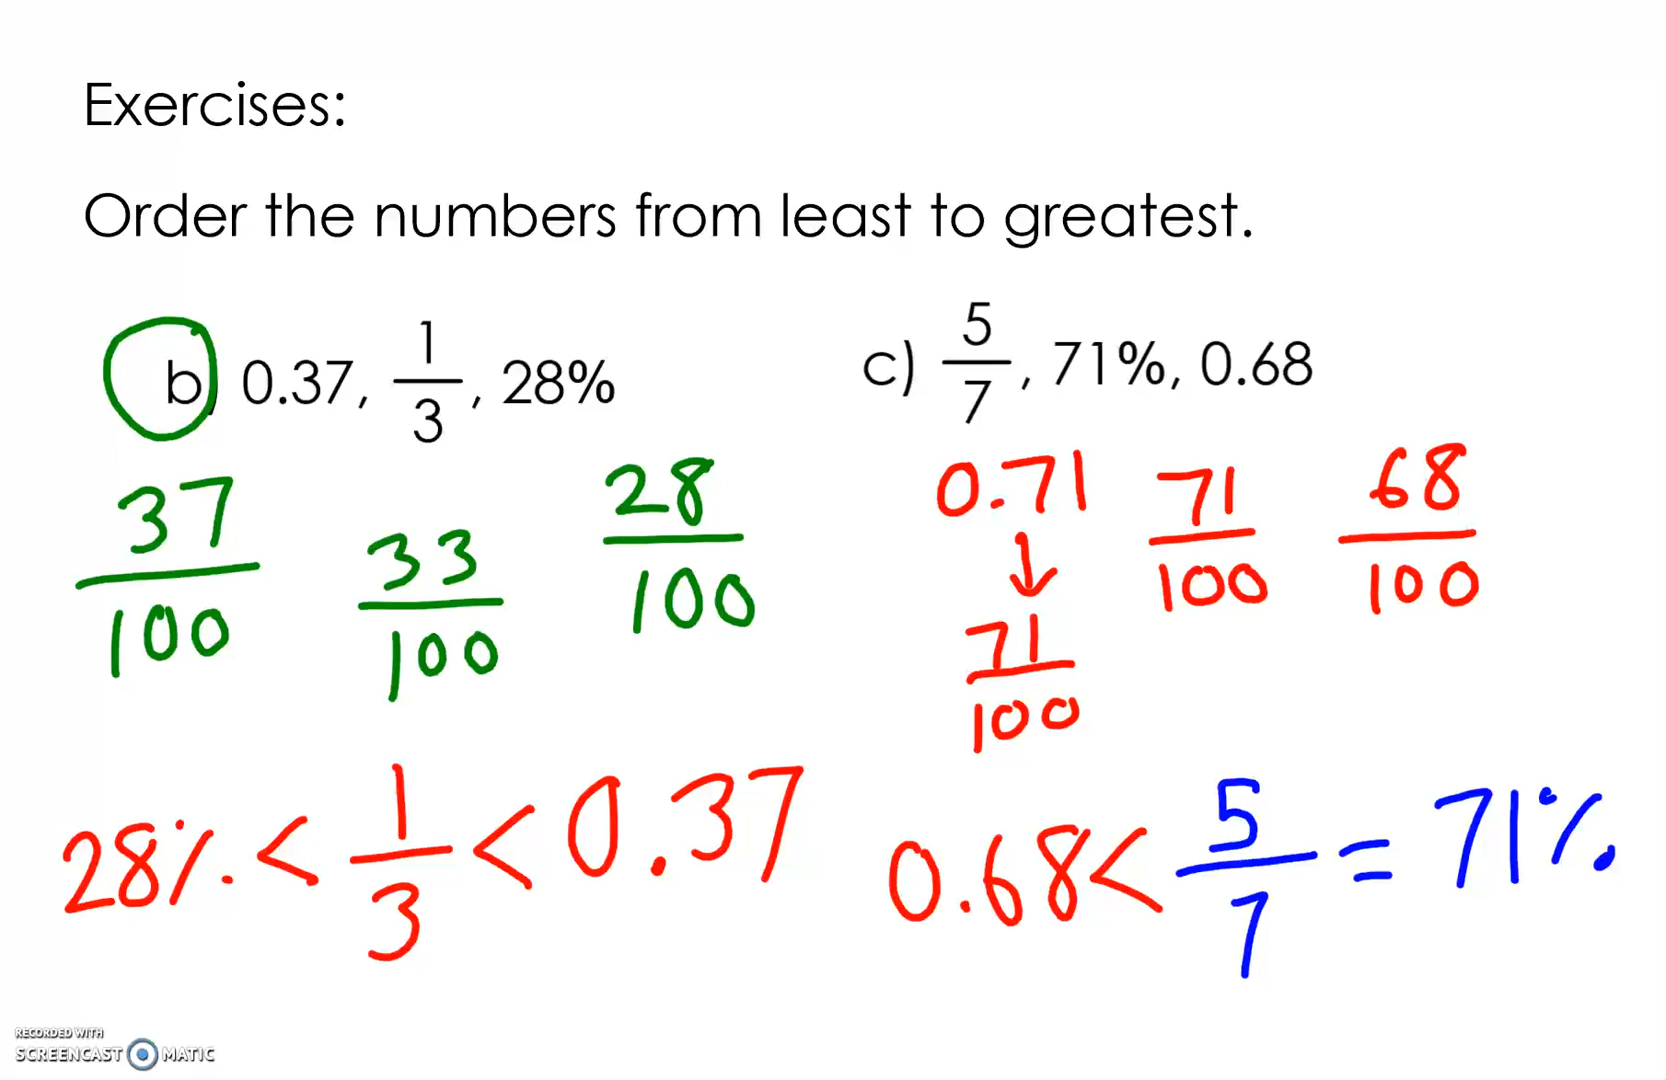 Exercises:
Order the numbers from least to greatest.
b) 0.37, 1/3, 28%
c) 5/7, 71%, 0.68
37/100 33/100 28/100
0.71 71/100 68/100
↓
71/100
28% < 1/3 < 0.37
0.68 < 5/7 = 71%
RECORDED WITH
SCREENCAST MATIC